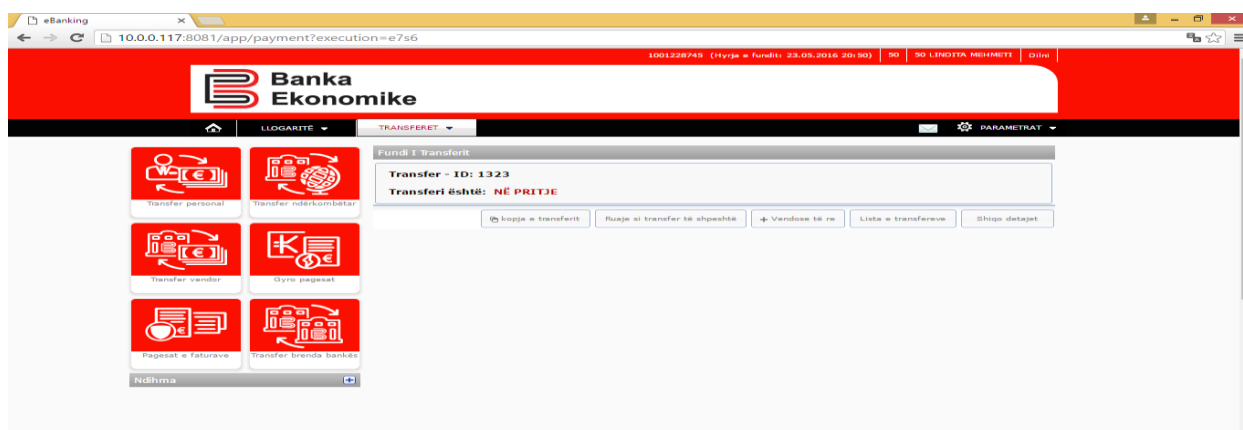 eBanking
10.0.0.117:8081/app/payment?execution=e7s6
1001228745 (Hyrja e fundit: 23.05.2016 20:50) 50 50 LINDITA MEHMETI Dilni
Banka
Ekonomike
LLOGARITË TRANSFERET PARAMETRAT
Fundi I Transferit
Transfer - ID: 1323
Transferi është: NË PRITJE
kopja e transferit Ruaje si transfer të shpeshtë Vendose të re Lista e transfereve Shiqo detajet
Transfer personal Transfer ndërkombëtar
Transfer vendor Gyro pagesat
Pagesat e faturave Transfer brenda bankës
Ndihma